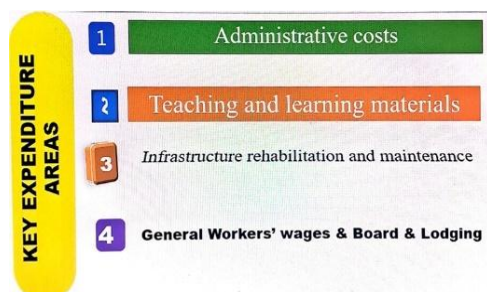 KEY EXPENDITURE
AREAS
1
Administrative costs
2
Teaching and learning materials
3
Infrastructure rehabilitation and maintenance
4
General Workers' wages & Board & Lodging